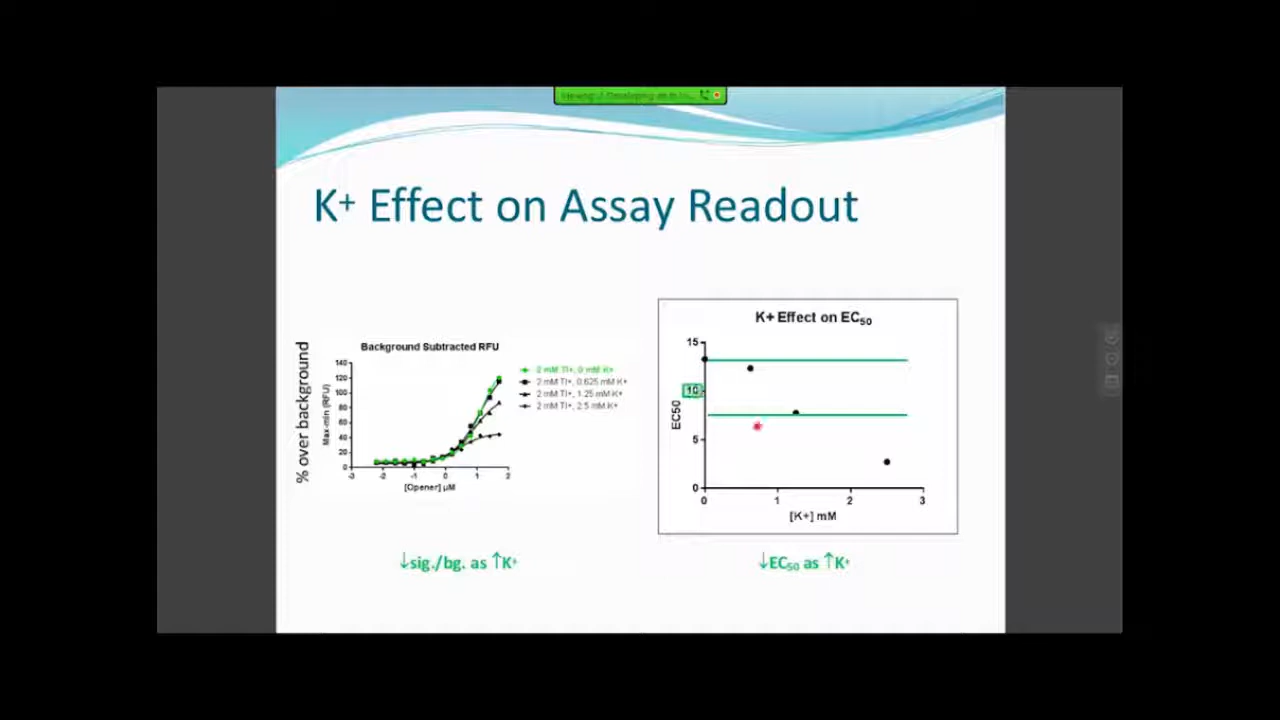 K+ Effect on Assay Readout
% over background
Background Subtracted RFU
Max-min (RFU)
140
120
100
80
60
40
20
0
-3 -2 -1 0 1 2
[Opener] µM
2 mM Tl+, 0 mM K+
2 mM Tl+, 0.625 mM K+
2 mM Tl+, 1.25 mM K+
2 mM Tl+, 2.5 mM K+
↓sig./bg. as ↑K+
K+ Effect on EC50
EC50
15
10
5
0
0 1 2 3
[K+] mM
↓EC50 as ↑K+